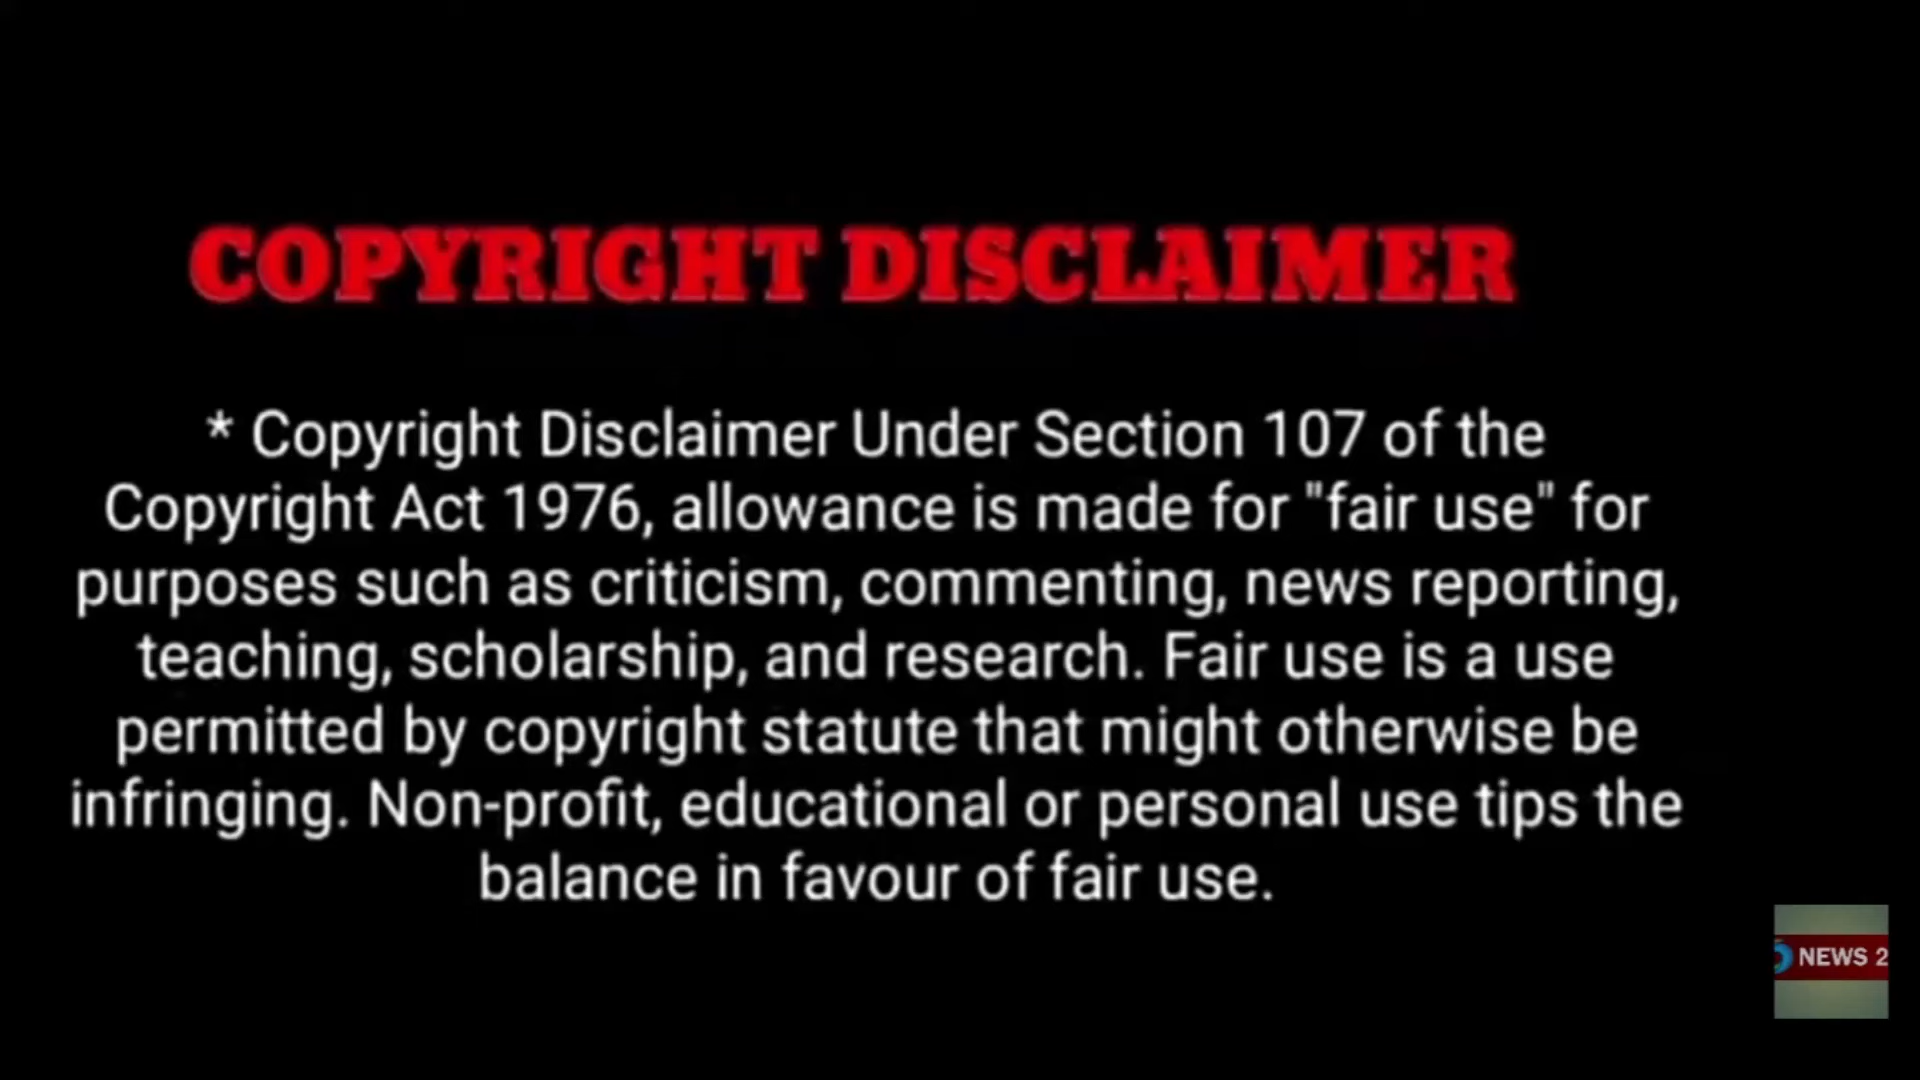 COPYRIGHT DISCLAIMER
* Copyright Disclaimer Under Section 107 of the
Copyright Act 1976, allowance is made for "fair use" for
purposes such as criticism, commenting, news reporting,
teaching, scholarship, and research. Fair use is a use
permitted by copyright statute that might otherwise be
infringing. Non-profit, educational or personal use tips the
balance in favour of fair use.
NEWS 2